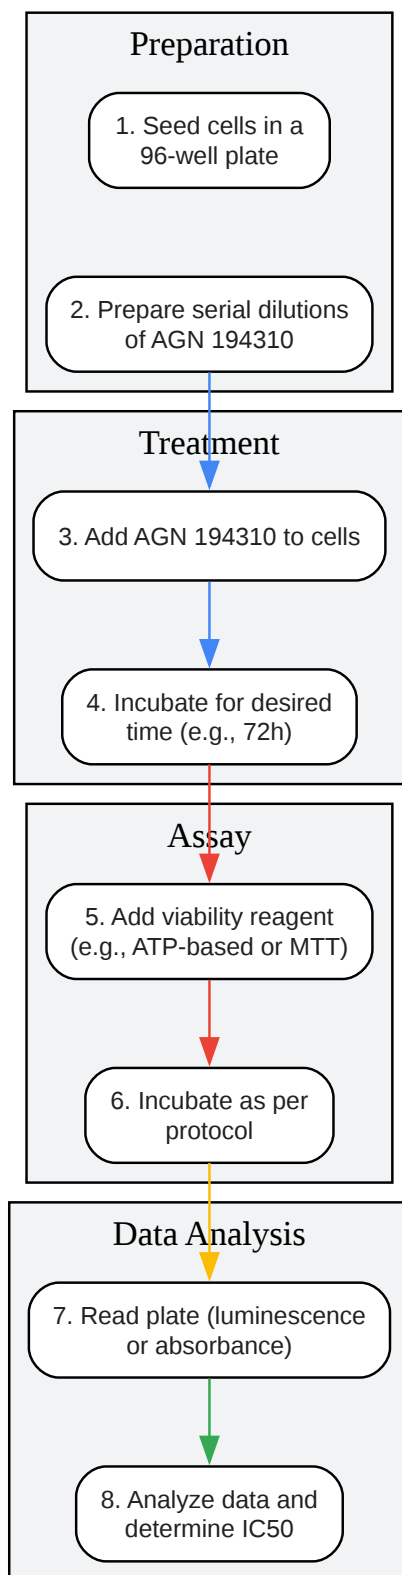 Preparation
1. Seed cells in a
96-well plate
2. Prepare serial dilutions
of AGN 194310
Treatment
3. Add AGN 194310 to cells
4. Incubate for desired
time (e.g., 72h)
Assay
5. Add viability reagent
(e.g., ATP-based or MTT)
6. Incubate as per
protocol
Data Analysis
7. Read plate (luminescence
or absorbance)
8. Analyze data and
determine IC50